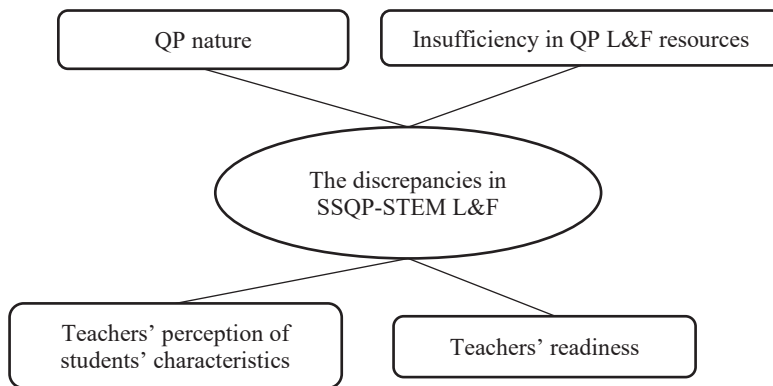 QP nature
Insufficiency in QP L&F resources
The discrepancies in
SSQP-STEM L&F
Teachers’ perception of
students’ characteristics
Teachers’ readiness